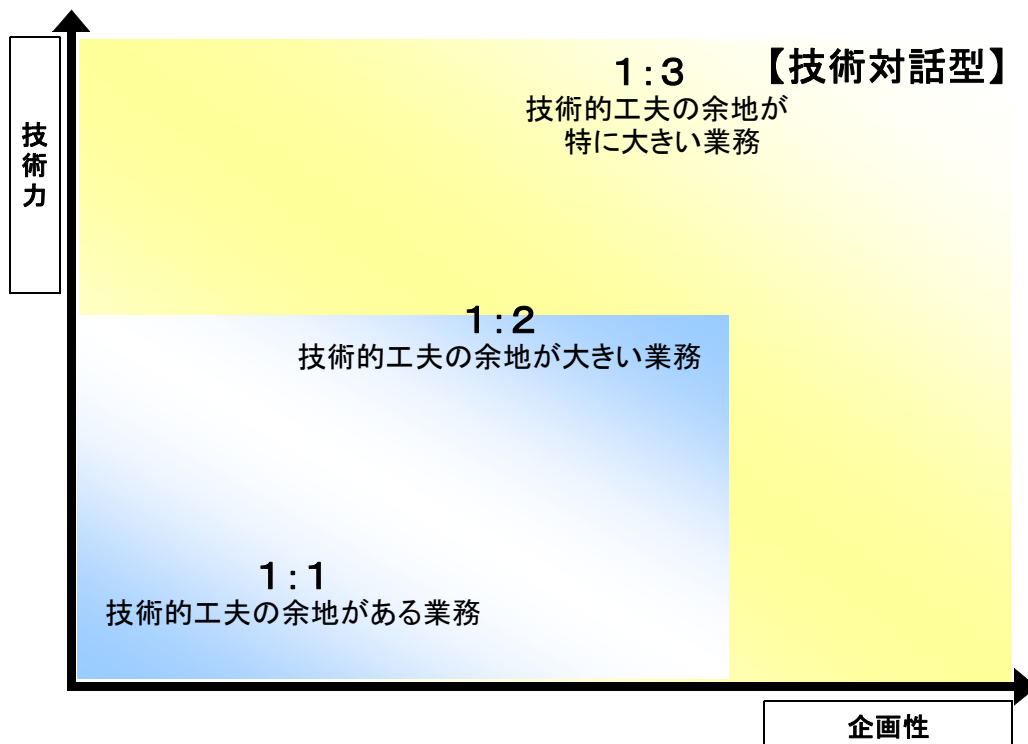 1:3
【技術対話型】
技術的工夫の余地が
特に大きい業務
技術力
1:2
技術的工夫の余地が大きい業務
1:1
技術的工夫の余地がある業務
企画性